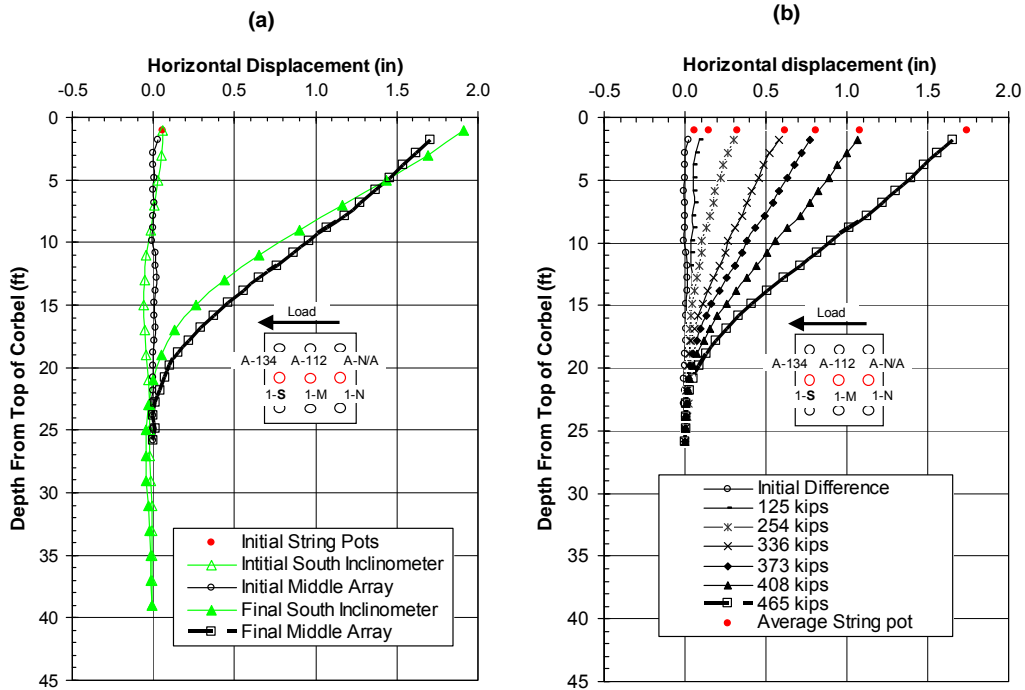 (a)
Horizontal Displacement (in)
-0.5 0.0 0.5 1.0 1.5 2.0
0
5
10
15
20
25
30
35
40
45
Depth From Top of Corbel (ft)
Load
A-134 A-112 A-N/A
1-S 1-M 1-N
Initial String Pots
Intitial South Inclinometer
Initial Middle Array
Final South Inclinometer
Final Middle Array
(b)
Horizontal displacement (in)
-0.5 0.0 0.5 1.0 1.5 2.0
0
5
10
15
20
25
30
35
40
45
Depth From Top of Corbel (ft)
Load
A-134 A-112 A-N/A
1-S 1-M 1-N
Initial Difference
125 kips
254 kips
336 kips
373 kips
408 kips
465 kips
Average String pot